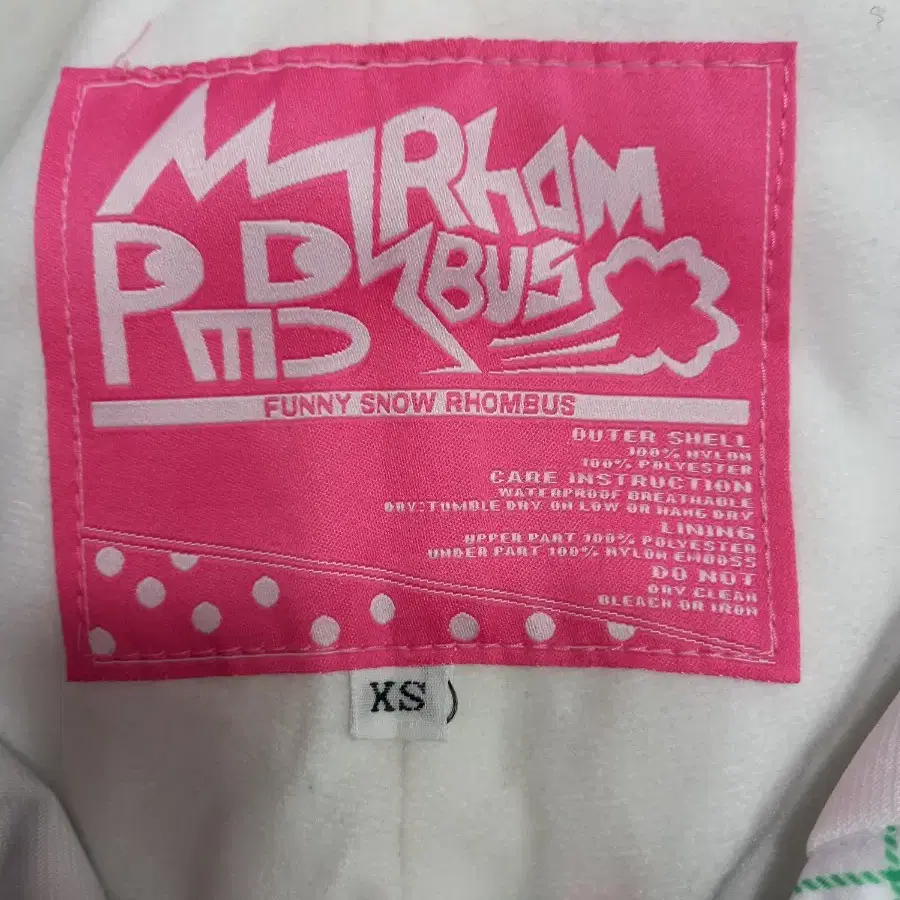 RhOM
BUS
FUNNY SNOW RHOMBUS
OUTER SHELL
100% NYLON
100% POLYESTER
CARE INSTRUCTION
WATERPROOF BREATHABLE
DRY:TUMBLE DRY ON LOW OR HANG DRY
LINING
UPPER PART 100% POLYESTER
UNDER PART 100% NYLON EMBOSS
DO NOT
DRY CLEAN
BLEACH OR IRON
XS